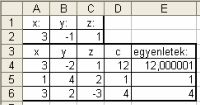 A B C D E
1 x: y: z:
2 3 -1 1
3 x y z c egyenletek:
4 3 -2 1 12 12,000001
5 1 4 2 1 1
6 3 2 -3 4 4